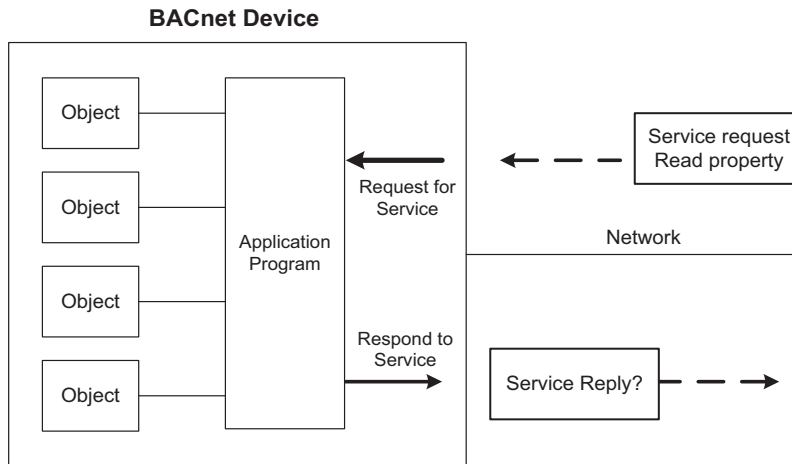 BACnet Device
Object
Object
Object
Object
Application
Program
Request for
Service
Respond to
Service
Service request
Read property
Network
Service Reply?